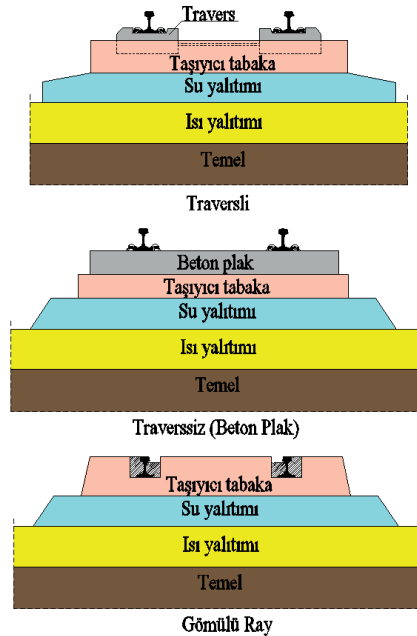 Travers
Taşıyıcı tabaka
Su yalıtımı
Isı yalıtımı
Temel
Traversli
Beton plak
Taşıyıcı tabaka
Su yalıtımı
Isı yalıtımı
Temel
Traverssiz (Beton Plak)
Taşıyıcı tabaka
Su yalıtımı
Isı yalıtımı
Temel
Gömülü Ray